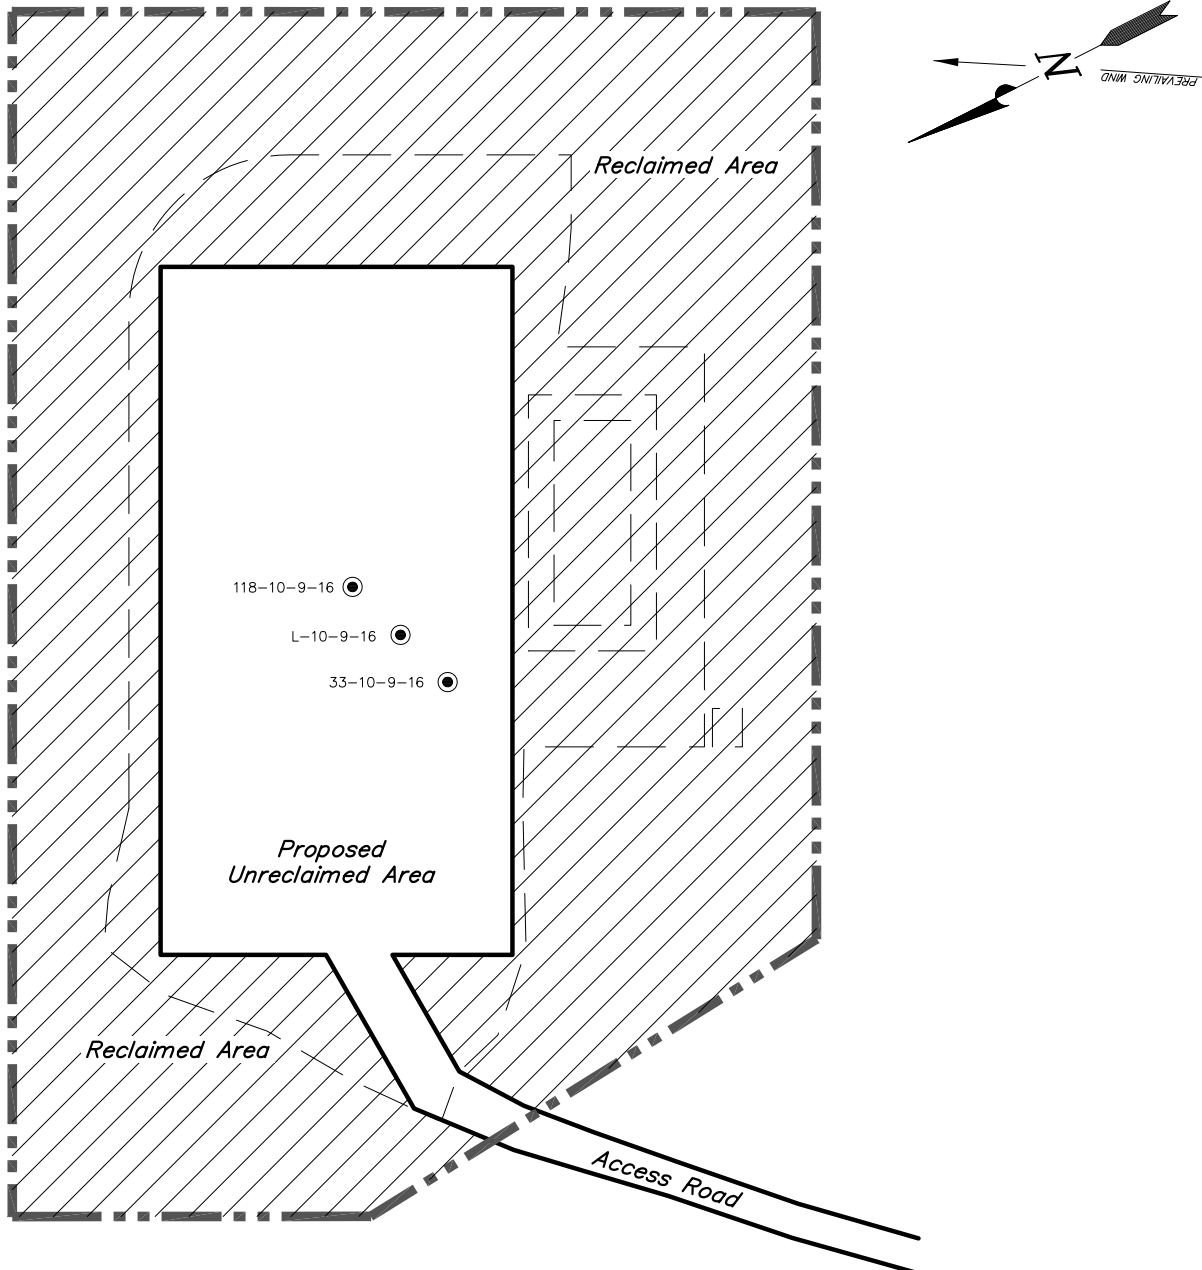 N
PREVAILING WIND
Reclaimed Area
118-10-9-16
L-10-9-16
33-10-9-16
Proposed
Unreclaimed Area
Reclaimed Area
Access Road